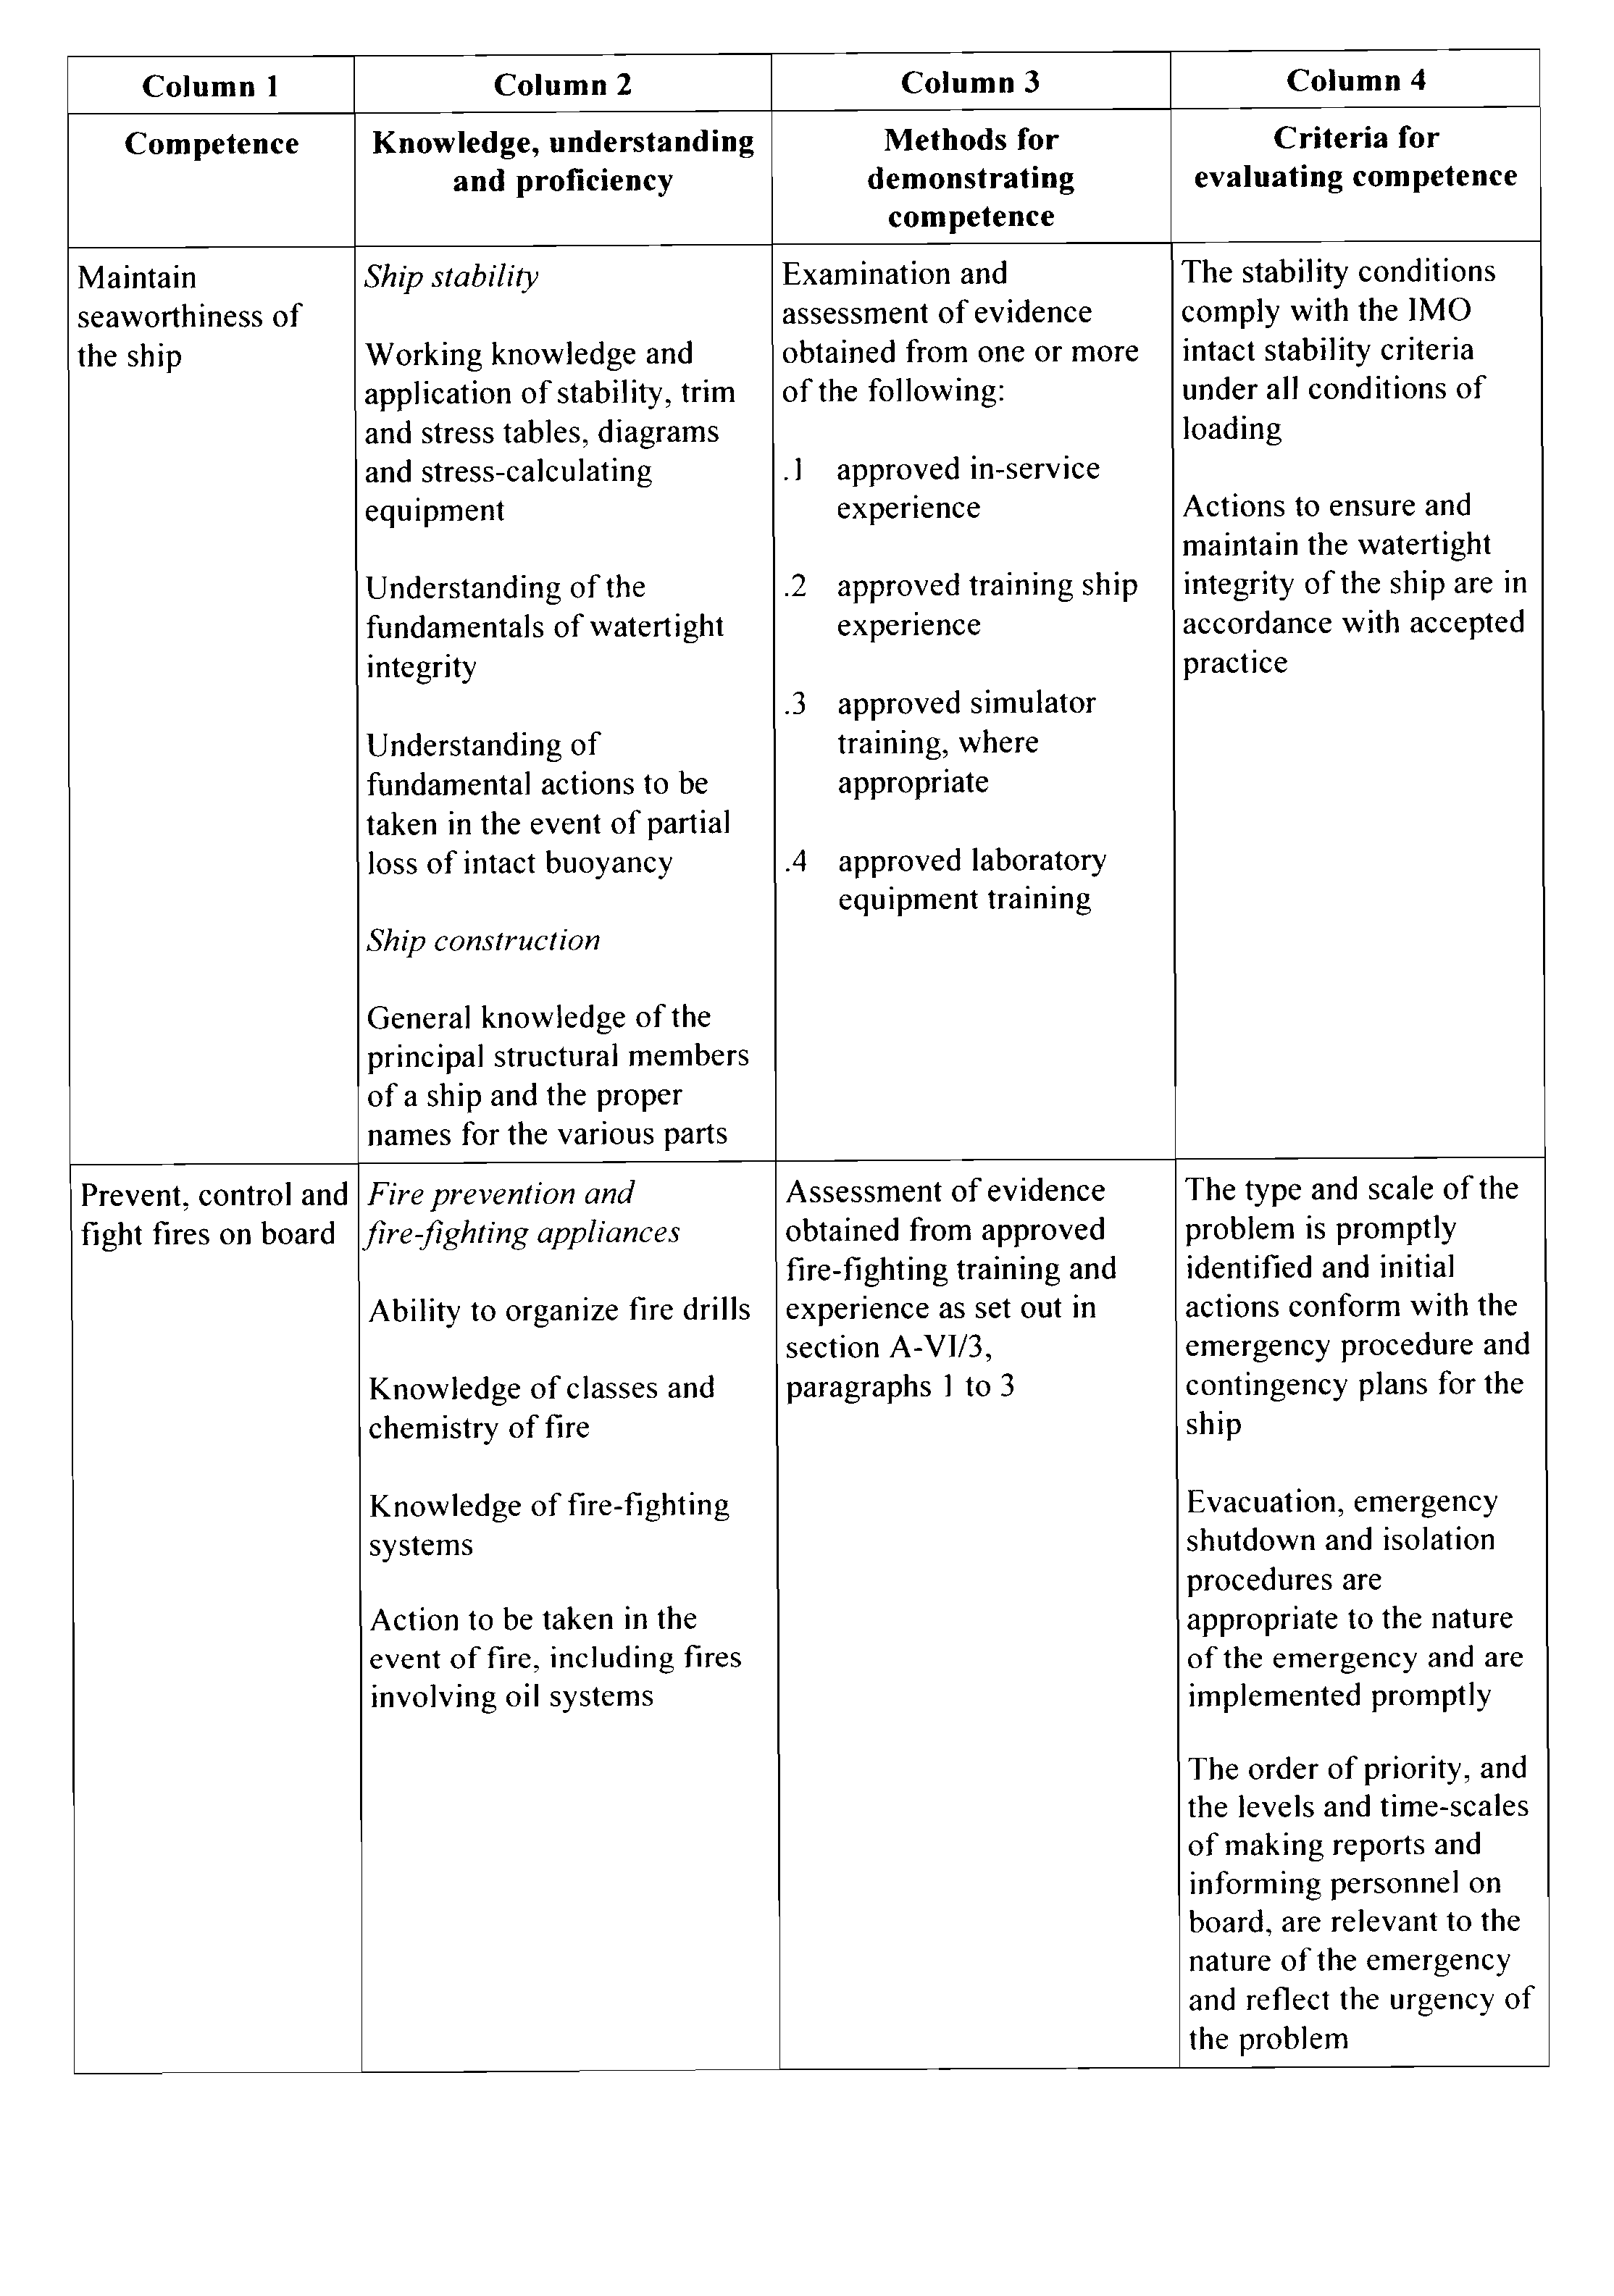 Column 1
Column 2
Column 3
Column 4
Competence
Knowledge, understanding
and proficiency
Methods for
demonstrating
competence
Criteria for
evaluating competence
Maintain
seaworthiness of
the ship
Ship stability
Working knowledge and
application of stability, trim
and stress tables, diagrams
and stress-calculating
equipment
Understanding of the
fundamentals of watertight
integrity
Understanding of
fundamental actions to be
taken in the event of partial
loss of intact buoyancy
Ship construction
General knowledge of the
principal structural members
of a ship and the proper
names for the various parts
Examination and
assessment of evidence
obtained from one or more
of the following:
.1 approved in-service
experience
.2 approved training ship
experience
.3 approved simulator
training, where
appropriate
.4 approved laboratory
equipment training
The stability conditions
comply with the IMO
intact stability criteria
under all conditions of
loading
Actions to ensure and
maintain the watertight
integrity of the ship are in
accordance with accepted
practice
Prevent, control and
fight fires on board
Fire prevention and
fire-fighting appliances
Ability to organize fire drills
Knowledge of classes and
chemistry of fire
Knowledge of fire-fighting
systems
Action to be taken in the
event of fire, including fires
involving oil systems
Assessment of evidence
obtained from approved
fire-fighting training and
experience as set out in
section A-VI/3,
paragraphs 1 to 3
The type and scale of the
problem is promptly
identified and initial
actions conform with the
emergency procedure and
contingency plans for the
ship
Evacuation, emergency
shutdown and isolation
procedures are
appropriate to the nature
of the emergency and are
implemented promptly
The order of priority, and
the levels and time-scales
of making reports and
informing personnel on
board, are relevant to the
nature of the emergency
and reflect the urgency of
the problem